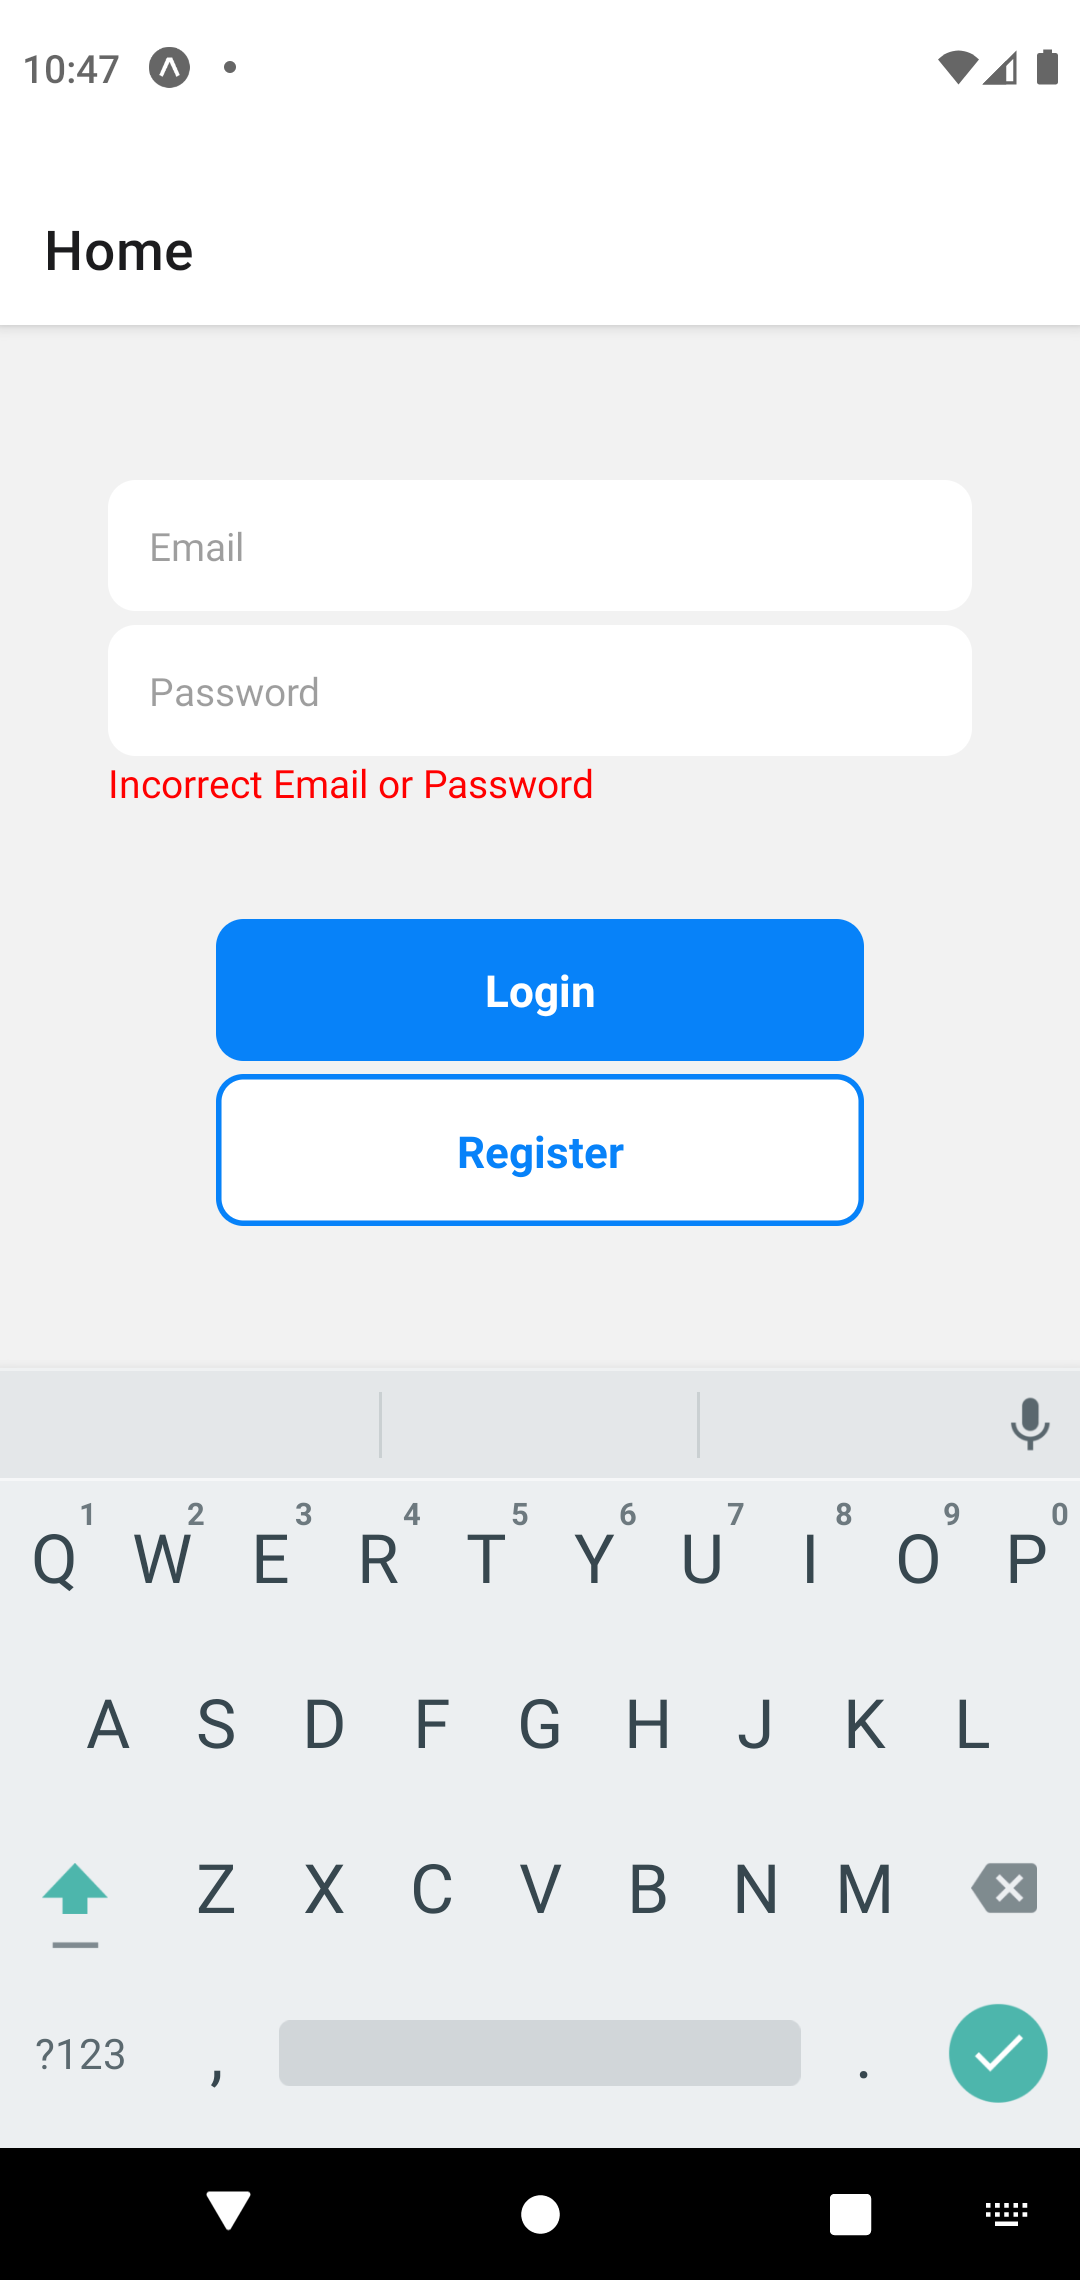 10:47
Home
Email
Password
Incorrect Email or Password
Login
Register
1 2 3 4 5 6 7 8 9 0
Q W E R T Y U I O P
A S D F G H J K L
Z X C V B N M
?123 , .